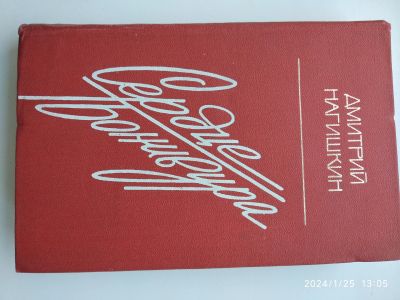 ДМИТРИЙ
НАГИШКИН
Сердце
Бонивура
2024/1/25 13:05